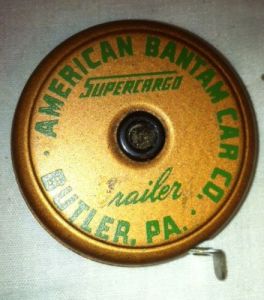 · AMERICAN BANTAM CAR CO. ·
SUPERCARGO
Trailer
BUTLER, PA.